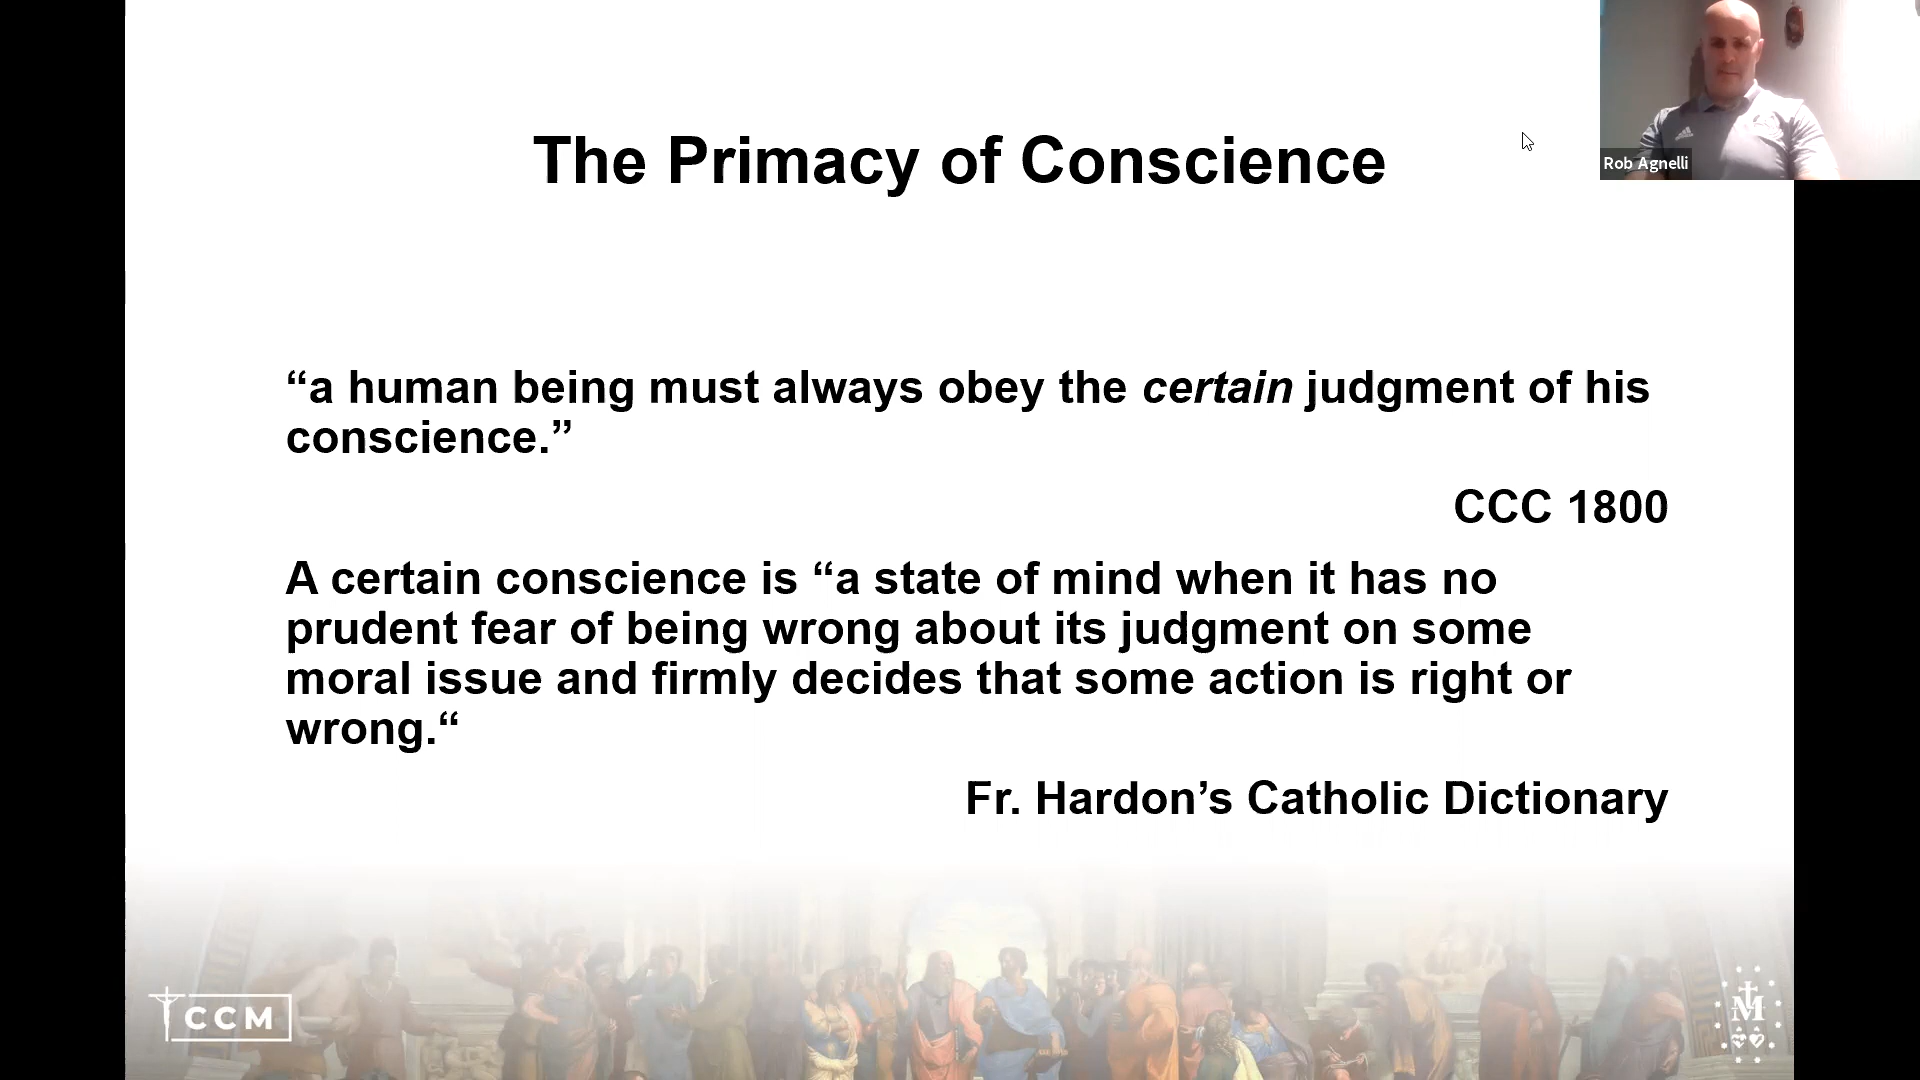 The Primacy of Conscience
Rob Agnelli
“a human being must always obey the certain judgment of his
conscience.”
CCC 1800
A certain conscience is “a state of mind when it has no
prudent fear of being wrong about its judgment on some
moral issue and firmly decides that some action is right or
wrong.“
Fr. Hardon’s Catholic Dictionary
CCM
M